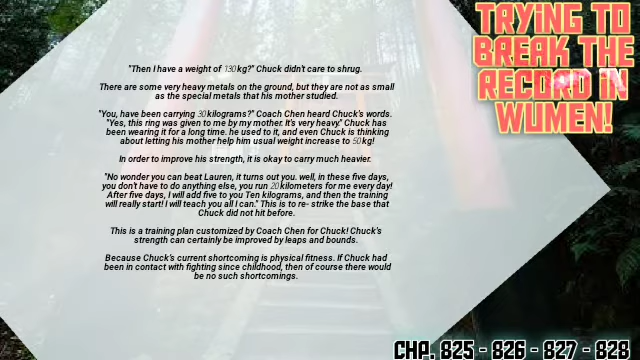 TRYING TO
BREAK THE
RECORD IN
WUMEN!
"Then I have a weight of 130kg?" Chuck didn't care to shrug.
There are some very heavy metals on the ground, but they are not as small
as the special metals that his mother studied.
"You, have been carrying 30kilograms?" Coach Chen heard Chuck's words.
"Yes, this ring was given to me by my mother. It's very heavy." Chuck has
been wearing it for a long time. he used to it, and even Chuck is thinking
about letting his mother help him usual weight increase to 50kg!
In order to improve his strength, it is okay to carry much heavier.
"No wonder you can beat Lauren, it turns out you. well, in these five days,
you don't have to do anything else, you run 20kilometers for me every day!
After five days, I will add five to you Ten kilograms, and then the training
will really start! I will teach you all I can." This is to re- strike the base that
Chuck did not hit before.
This is a training plan customized by Coach Chen for Chuck! Chuck's
strength can certainly be improved by leaps and bounds.
Because Chuck's current shortcoming is physical fitness. If Chuck had
been in contact with fighting since childhood, then of course there would
be no such shortcomings.
CHP. 825 - 826 - 827 - 828